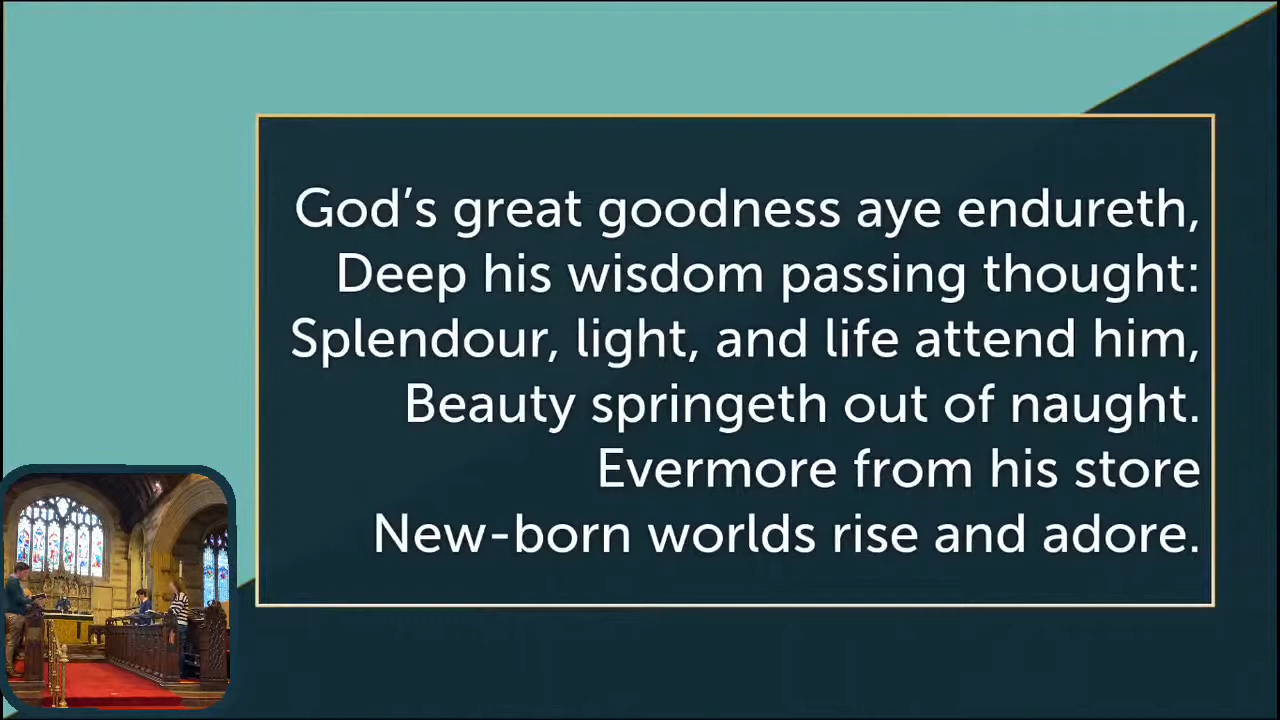 God’s great goodness aye endureth,
Deep his wisdom passing thought:
Splendour, light, and life attend him,
Beauty springeth out of naught.
Evermore from his store
New-born worlds rise and adore.